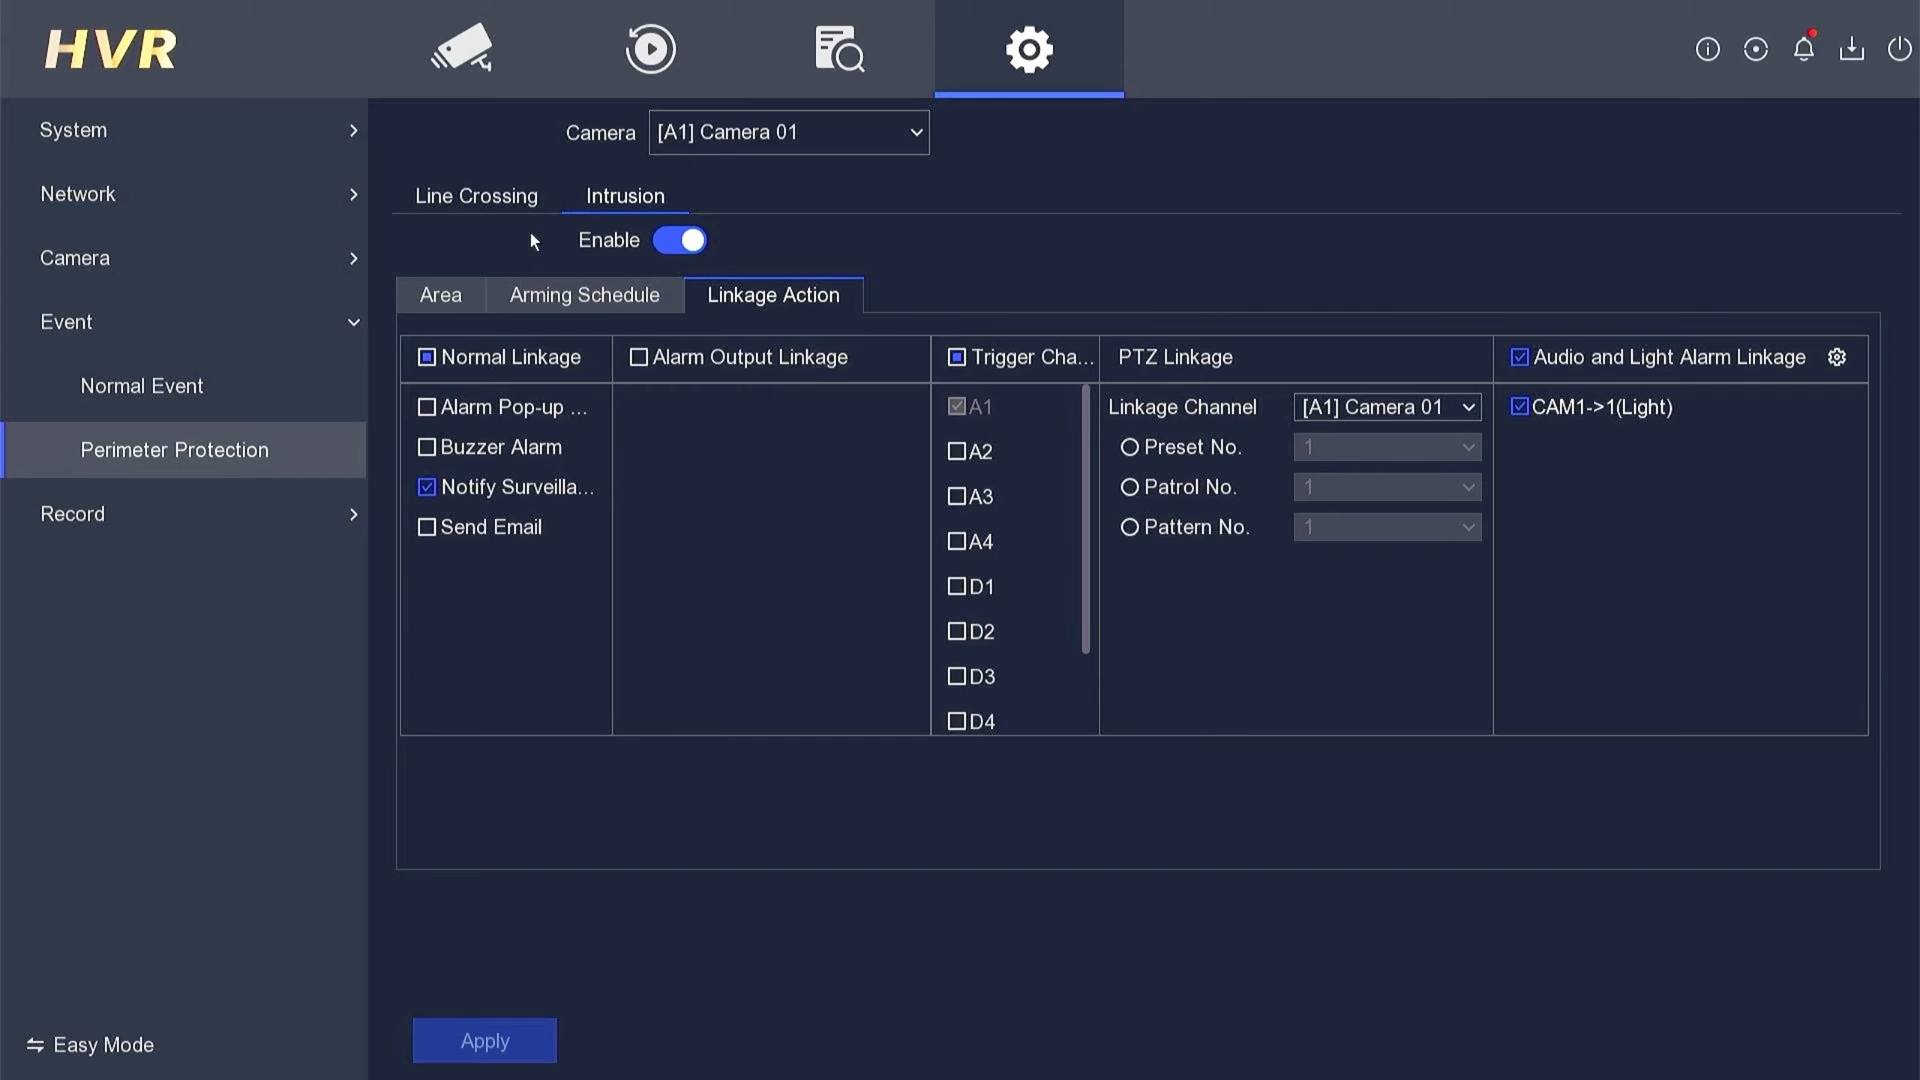 HVR
System
Network
Camera
Event
Normal Event
Perimeter Protection
Record
Easy Mode
Camera [A1] Camera 01
Line Crossing Intrusion
Enable
Area Arming Schedule Linkage Action
Normal Linkage Alarm Output Linkage Trigger Cha... PTZ Linkage Audio and Light Alarm Linkage
Alarm Pop-up ... A1 Linkage Channel [A1] Camera 01 CAM1->1(Light)
Buzzer Alarm A2 Preset No. 1
Notify Surveilla... A3 Patrol No. 1
Send Email A4 Pattern No. 1
D1
D2
D3
D4
Apply